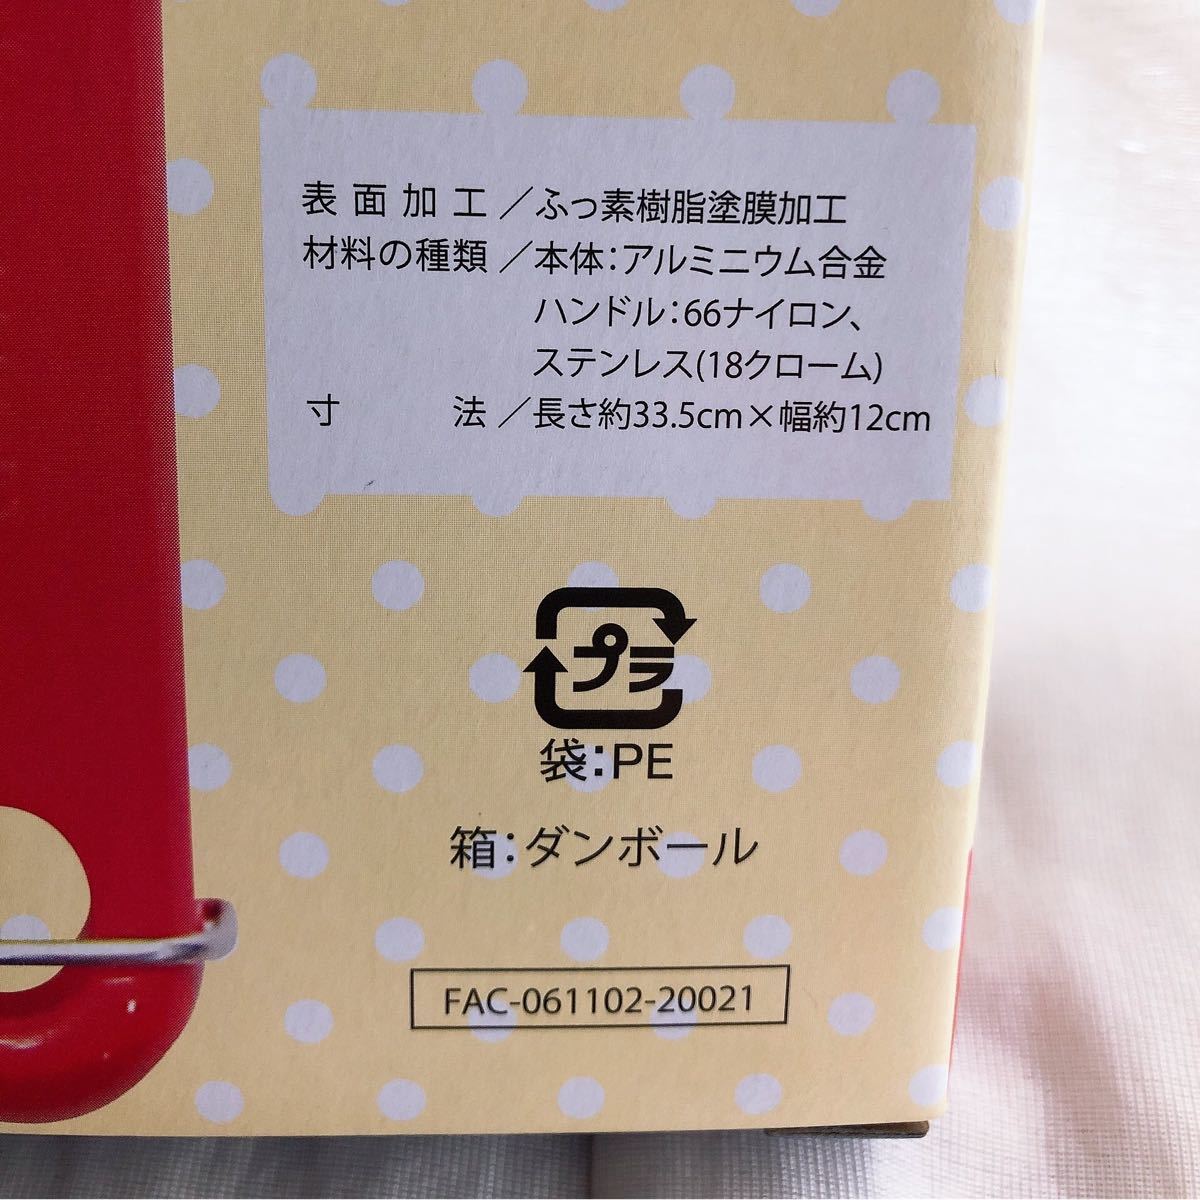 表面加工／ふっ素樹脂塗膜加工
材料の種類／本体:アルミニウム合金
ハンドル:66ナイロン、
ステンレス(18クローム)
寸法／長さ約33.5cm×幅約12cm
プラ
袋:PE
箱:ダンボール
FAC-061102-20021